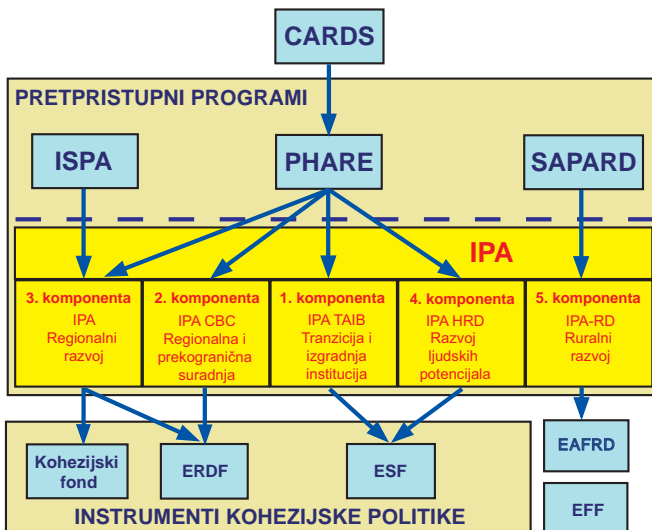 CARDS
PRETPRISTUPNI PROGRAMI
ISPA
PHARE
SAPARD
IPA
3. komponenta
IPA
Regionalni
razvoj
2. komponenta
IPA CBC
Regionalna i
prekogranična
suradnja
1. komponenta
IPA TAIB
Tranzicija i
izgradnja
institucija
4. komponenta
IPA HRD
Razvoj
ljudskih
potencijala
5. komponenta
IPA-RD
Ruralni
razvoj
Kohezijski
fond
ERDF
ESF
EAFRD
EFF
INSTRUMENTI KOHEZIJSKE POLITIKE